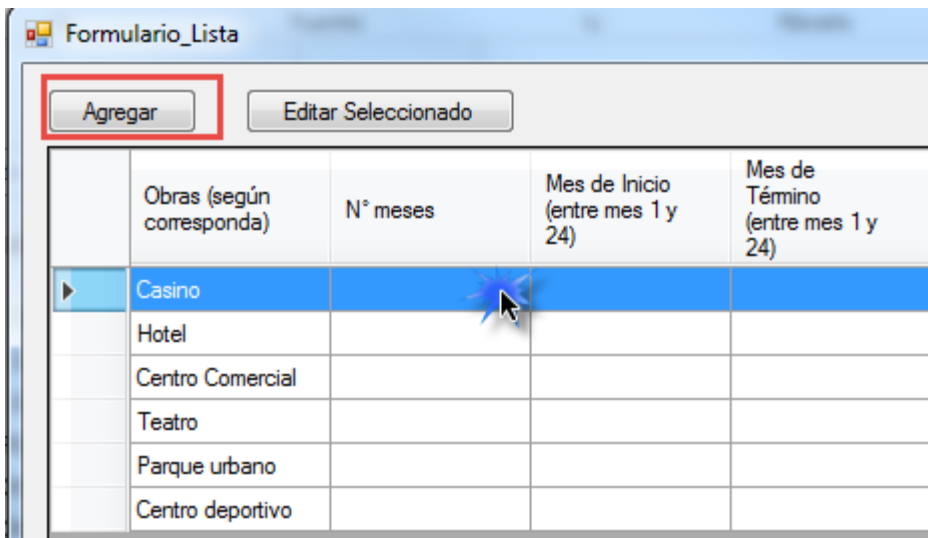 Formulario_Lista
Agregar
Editar Seleccionado
Obras (según
corresponda)
N° meses
Mes de Inicio
(entre mes 1 y
24)
Mes de
Término
(entre mes 1 y
24)
Casino
Hotel
Centro Comercial
Teatro
Parque urbano
Centro deportivo